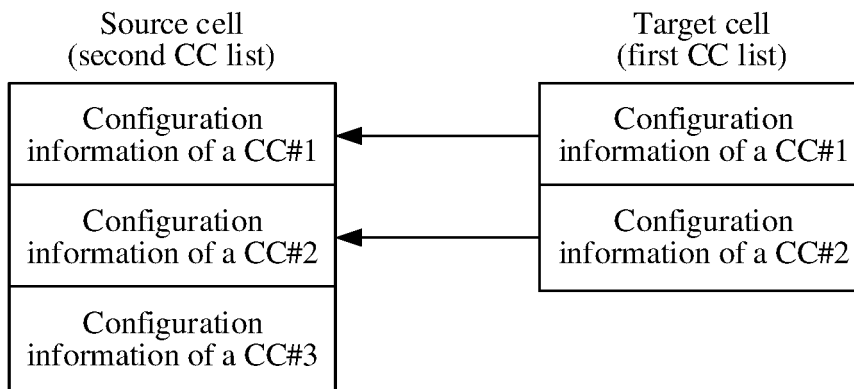 Source cell
(second CC list)
Configuration
information of a CC#1
Configuration
information of a CC#2
Configuration
information of a CC#3
Target cell
(first CC list)
Configuration
information of a CC#1
Configuration
information of a CC#2